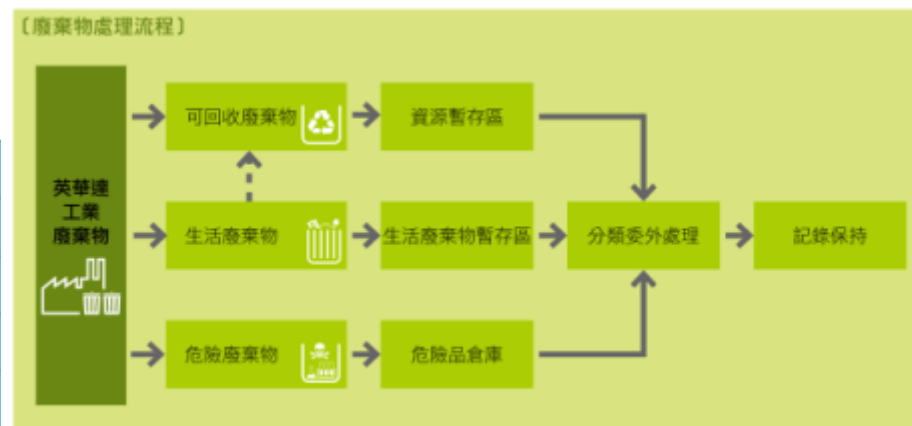 〔廢棄物處理流程〕
英華達
工業
廢棄物
可回收廢棄物
資源暫存區
生活廢棄物
生活廢棄物暫存區
分類委外處理
記錄保持
危險廢棄物
危險品倉庫